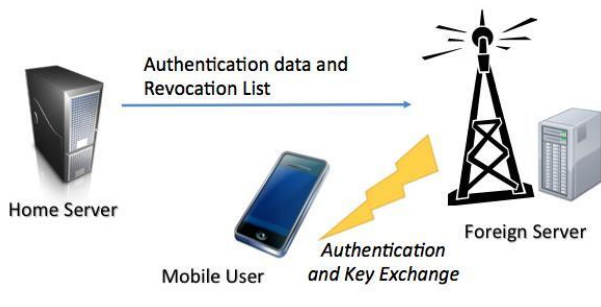 Authentication data and
Revocation List
Home Server
Mobile User
Authentication
and Key Exchange
Foreign Server